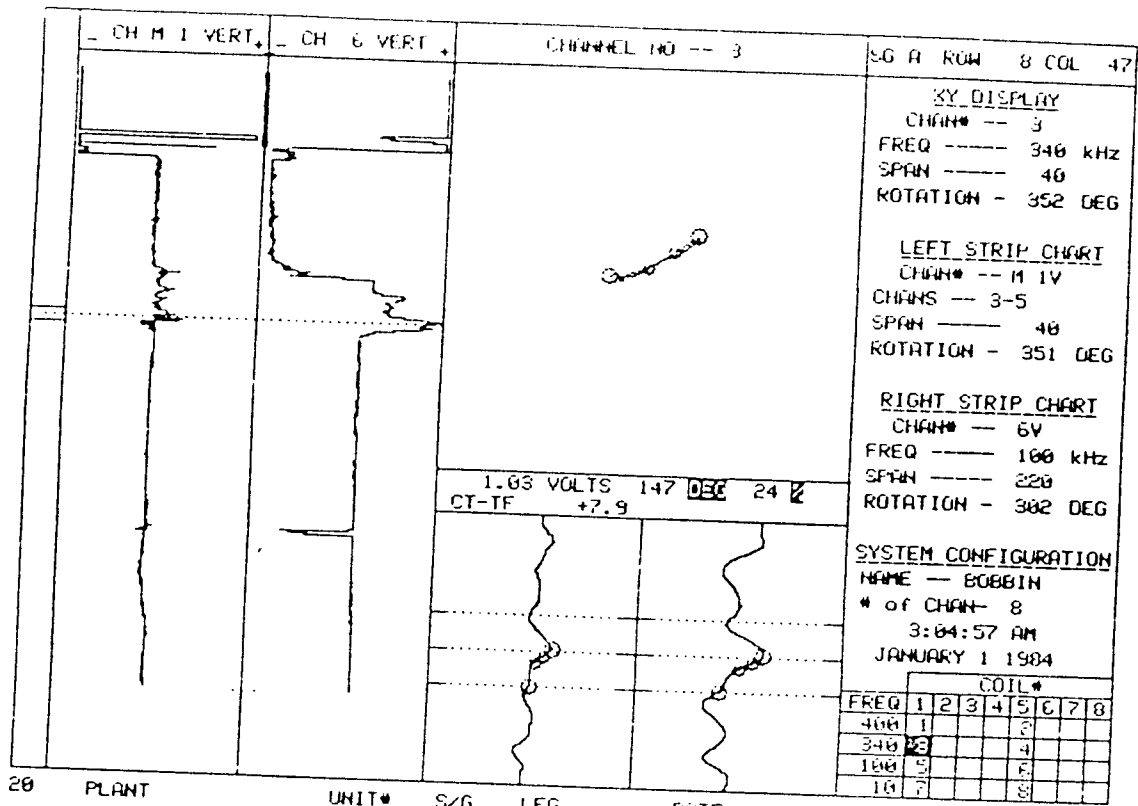 _ CH M 1 VERT + _ CH 6 VERT + CHANNEL NO -- 3 SG A ROW 8 COL 47
XY DISPLAY
CHAN# -- 3
FREQ ----- 340 kHz
SPAN ----- 40
ROTATION - 352 DEG
LEFT STRIP CHART
CHAN# -- M 1V
CHANS -- 3-5
SPAN ----- 40
ROTATION - 351 DEG
RIGHT STRIP CHART
CHAN# -- 6V
FREQ ----- 100 kHz
SPAN ----- 220
ROTATION - 302 DEG
1.03 VOLTS 147 DEG 24 %
CT-TF +7.9
SYSTEM CONFIGURATION
NAME -- BOBBIN
# of CHAN- 8
3:04:57 AM
JANUARY 1 1984
COIL#
FREQ 1 2 3 4 5 6 7 8
400 1 2
340 3 4
100 5 6
10 7 8
20 PLANT UNIT# S/G LEG